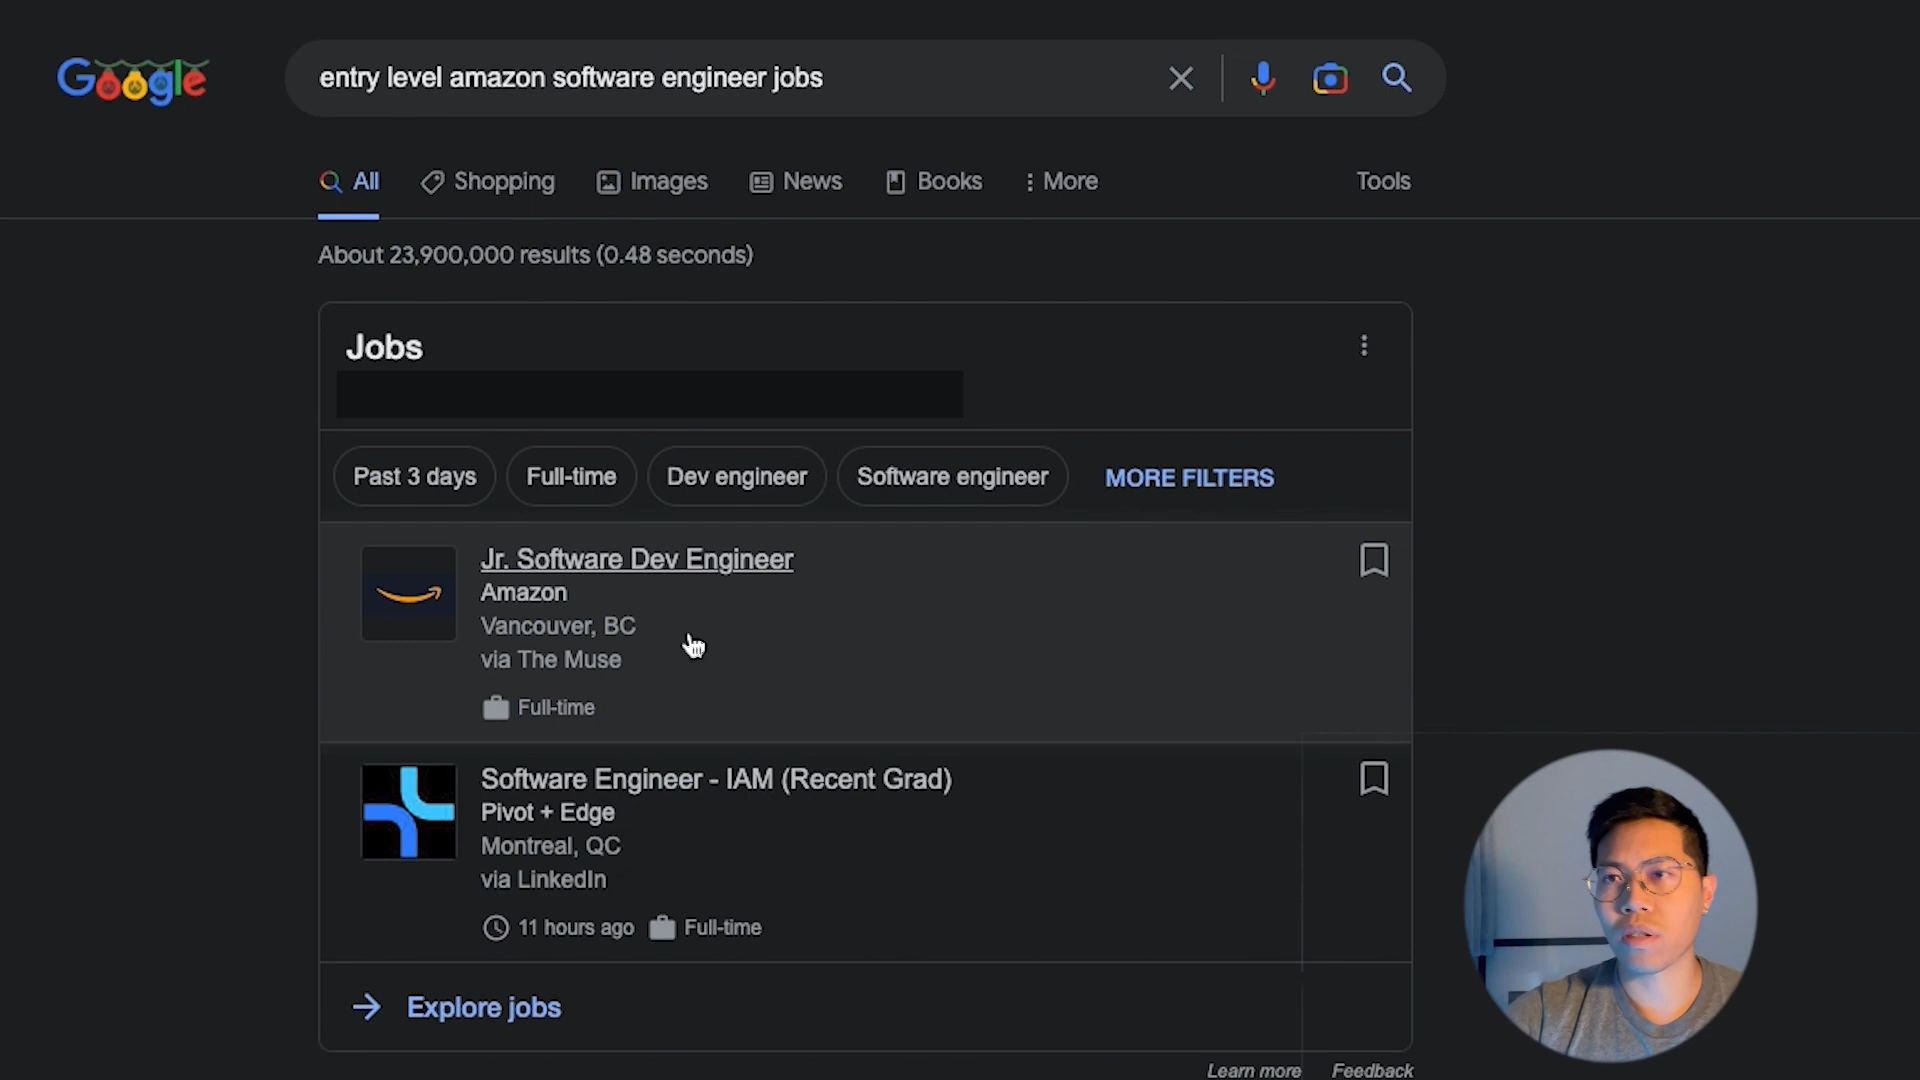 Google
entry level amazon software engineer jobs
All
Shopping
Images
News
Books
More
Tools
About 23,900,000 results (0.48 seconds)
Jobs
Past 3 days
Full-time
Dev engineer
Software engineer
MORE FILTERS
Jr. Software Dev Engineer
Amazon
Vancouver, BC
via The Muse
Full-time
Software Engineer - IAM (Recent Grad)
Pivot + Edge
Montreal, QC
via LinkedIn
11 hours ago Full-time
Explore jobs
Learn more Feedback